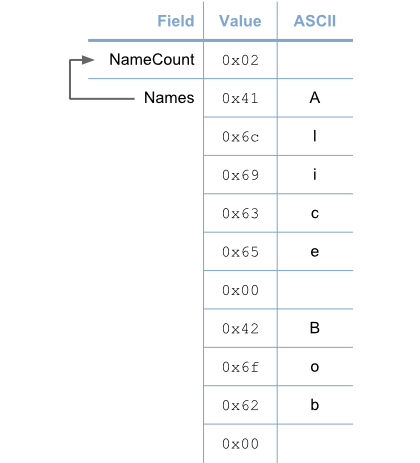 Field Value ASCII
NameCount 0x02
Names 0x41 A
0x6c l
0x69 i
0x63 c
0x65 e
0x00
0x42 B
0x6f o
0x62 b
0x00